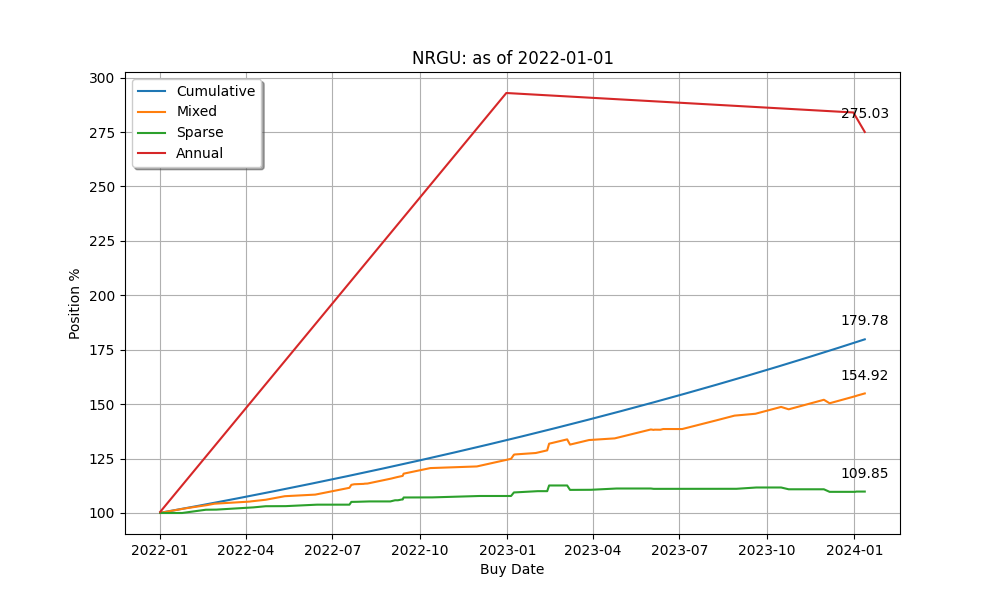 NRGU: as of 2022-01-01
Cumulative
Mixed
Sparse
Annual
300
275
250
225
200
175
150
125
100
Position %
275.03
179.78
154.92
109.85
2022-01 2022-04 2022-07 2022-10 2023-01 2023-04 2023-07 2023-10 2024-01
Buy Date